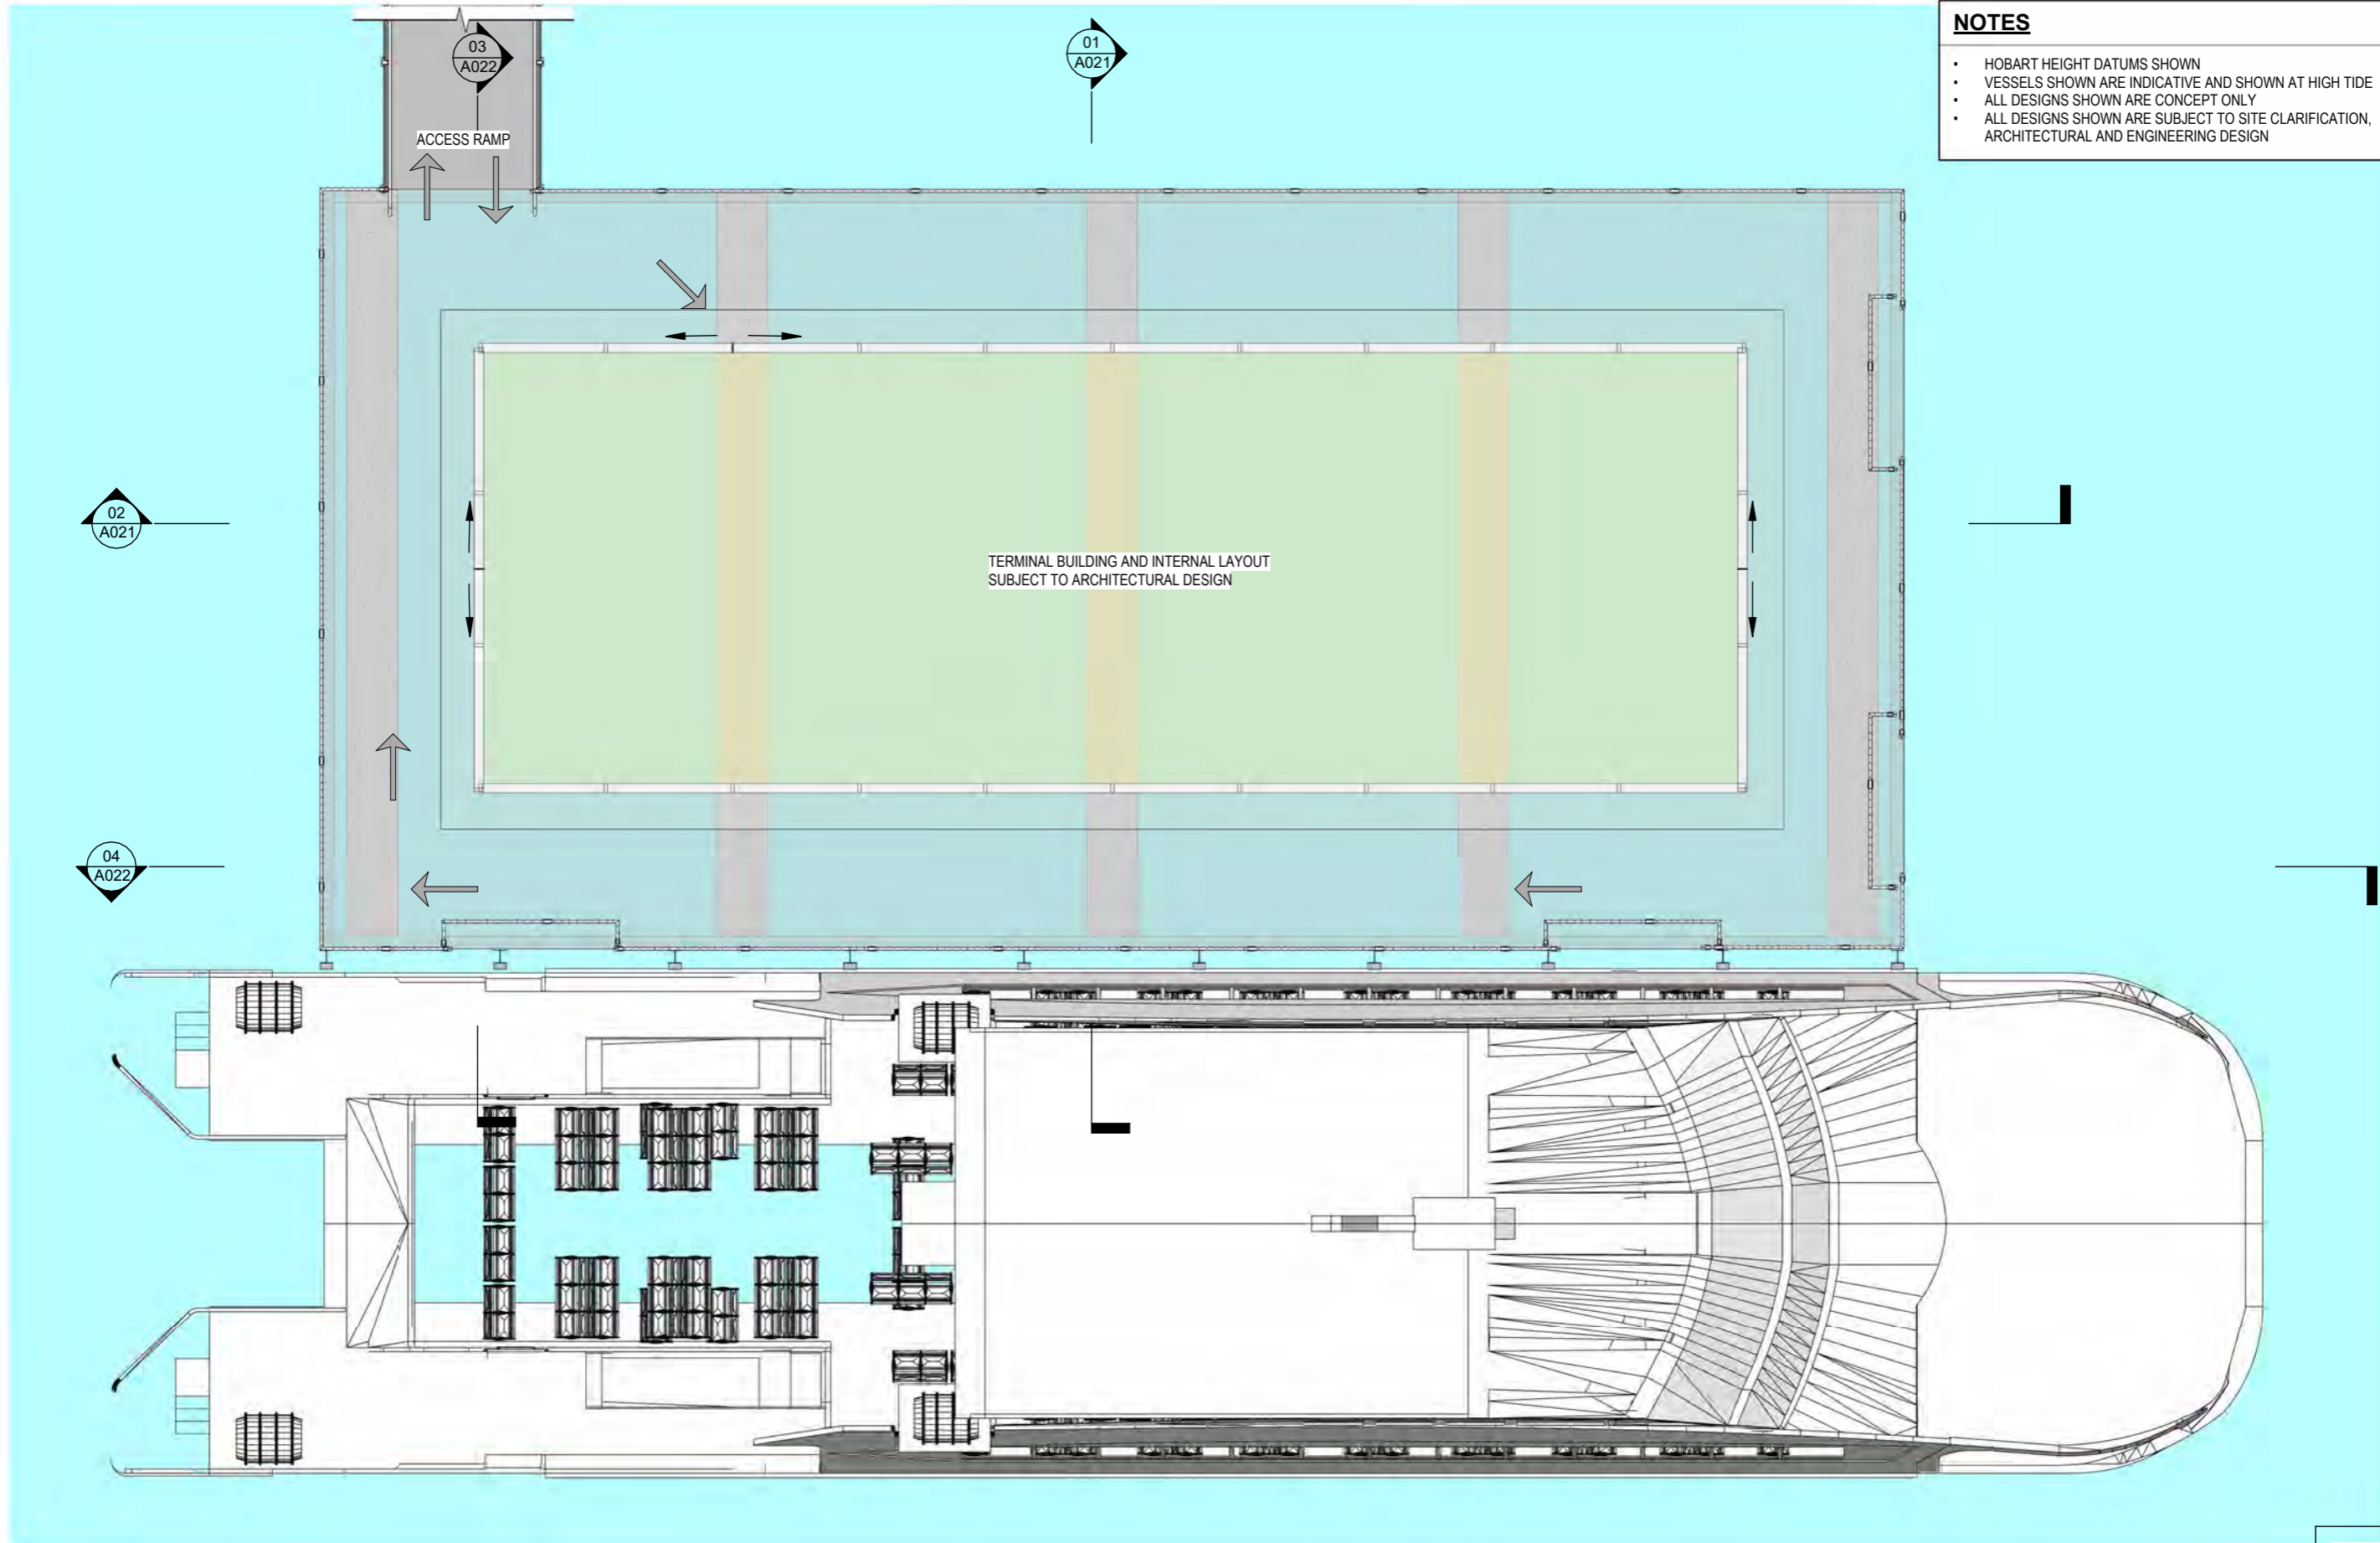 NOTES
• HOBART HEIGHT DATUMS SHOWN
• VESSELS SHOWN ARE INDICATIVE AND SHOWN AT HIGH TIDE
• ALL DESIGNS SHOWN ARE CONCEPT ONLY
• ALL DESIGNS SHOWN ARE SUBJECT TO SITE CLARIFICATION,
ARCHITECTURAL AND ENGINEERING DESIGN
03
A022
01
A021
ACCESS RAMP
02
A021
TERMINAL BUILDING AND INTERNAL LAYOUT
SUBJECT TO ARCHITECTURAL DESIGN
04
A022